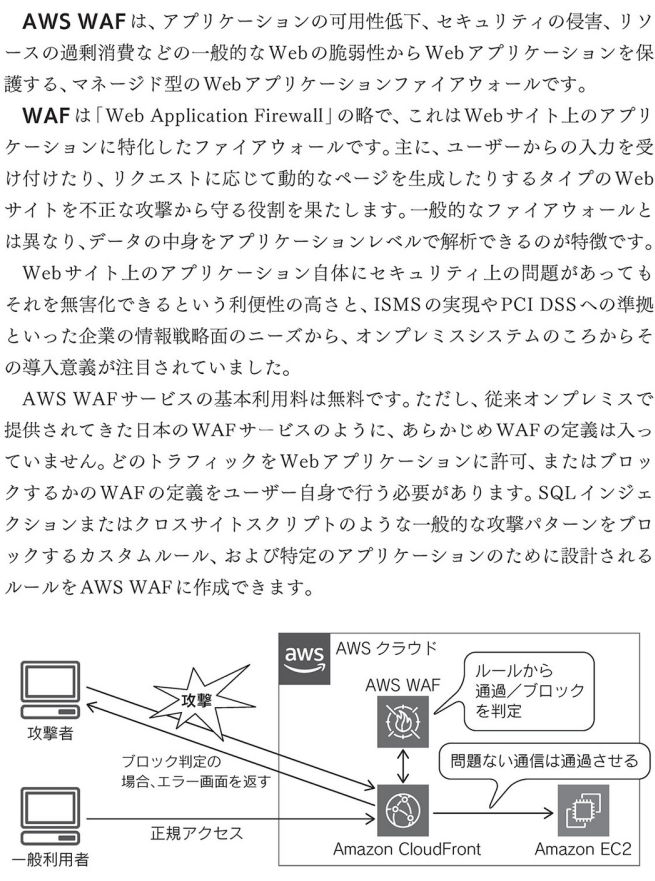 AWS WAFは、アプリケーションの可用性低下、セキュリティの侵害、リソ
ースの過剰消費などの一般的なWebの脆弱性からWebアプリケーションを保
護する、マネージド型のWebアプリケーションファイアウォールです。
WAFは「Web Application Firewall」の略で、これはWebサイト上のアプリ
ケーションに特化したファイアウォールです。主に、ユーザーからの入力を受
け付けたり、リクエストに応じて動的なページを生成したりするタイプのWeb
サイトを不正な攻撃から守る役割を果たします。一般的なファイアウォールと
は異なり、データの中身をアプリケーションレベルで解析できるのが特徴です。
Webサイト上のアプリケーション自体にセキュリティ上の問題があっても
それを無害化できるという利便性の高さと、ISMSの実現やPCI DSSへの準拠
といった企業の情報戦略面のニーズから、オンプレミスシステムのころからそ
の導入意義が注目されていました。
AWS WAFサービスの基本利用料は無料です。ただし、従来オンプレミスで
提供されてきた日本のWAFサービスのように、あらかじめWAFの定義は入っ
ていません。どのトラフィックをWebアプリケーションに許可、またはブロッ
クするかのWAFの定義をユーザー自身で行う必要があります。SQLインジェ
クションまたはクロスサイトスクリプトのような一般的な攻撃パターンをブロ
ックするカスタムルール、および特定のアプリケーションのために設計される
ルールをAWS WAFに作成できます。
aws
AWS クラウド
AWS WAF
ルールから
通過／ブロック
を判定
攻撃
攻撃者
ブロック判定の
場合、エラー画面を返す
問題ない通信は通過させる
正規アクセス
一般利用者
Amazon CloudFront
Amazon EC2